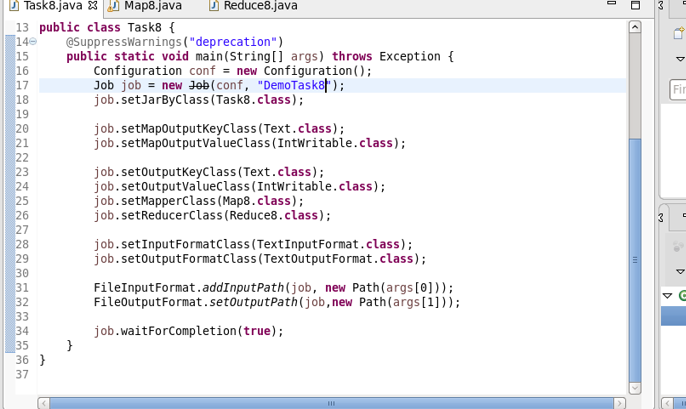 Task8.java Map8.java Reduce8.java
13 public class Task8 {
14 @SuppressWarnings("deprecation")
15 public static void main(String[] args) throws Exception {
16 Configuration conf = new Configuration();
17 Job job = new Job(conf, "DemoTask8");
18 job.setJarByClass(Task8.class);
19
20 job.setMapOutputKeyClass(Text.class);
21 job.setMapOutputValueClass(IntWritable.class);
22
23 job.setOutputKeyClass(Text.class);
24 job.setOutputValueClass(IntWritable.class);
25 job.setMapperClass(Map8.class);
26 job.setReducerClass(Reduce8.class);
27
28 job.setInputFormatClass(TextInputFormat.class);
29 job.setOutputFormatClass(TextOutputFormat.class);
30
31 FileInputFormat.addInputPath(job, new Path(args[0]));
32 FileOutputFormat.setOutputPath(job,new Path(args[1]));
33
34 job.waitForCompletion(true);
35 }
36 }
37